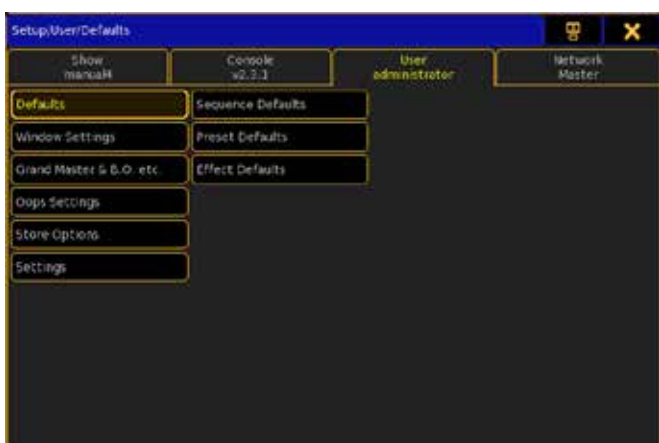 Setup/User/Defaults
Show
manual4
Console
v2.3.1
User
administrator
Network
Master
Defaults
Sequence Defaults
Window Settings
Preset Defaults
Grand Master & B.O. etc.
Effect Defaults
Oops Settings
Store Options
Settings